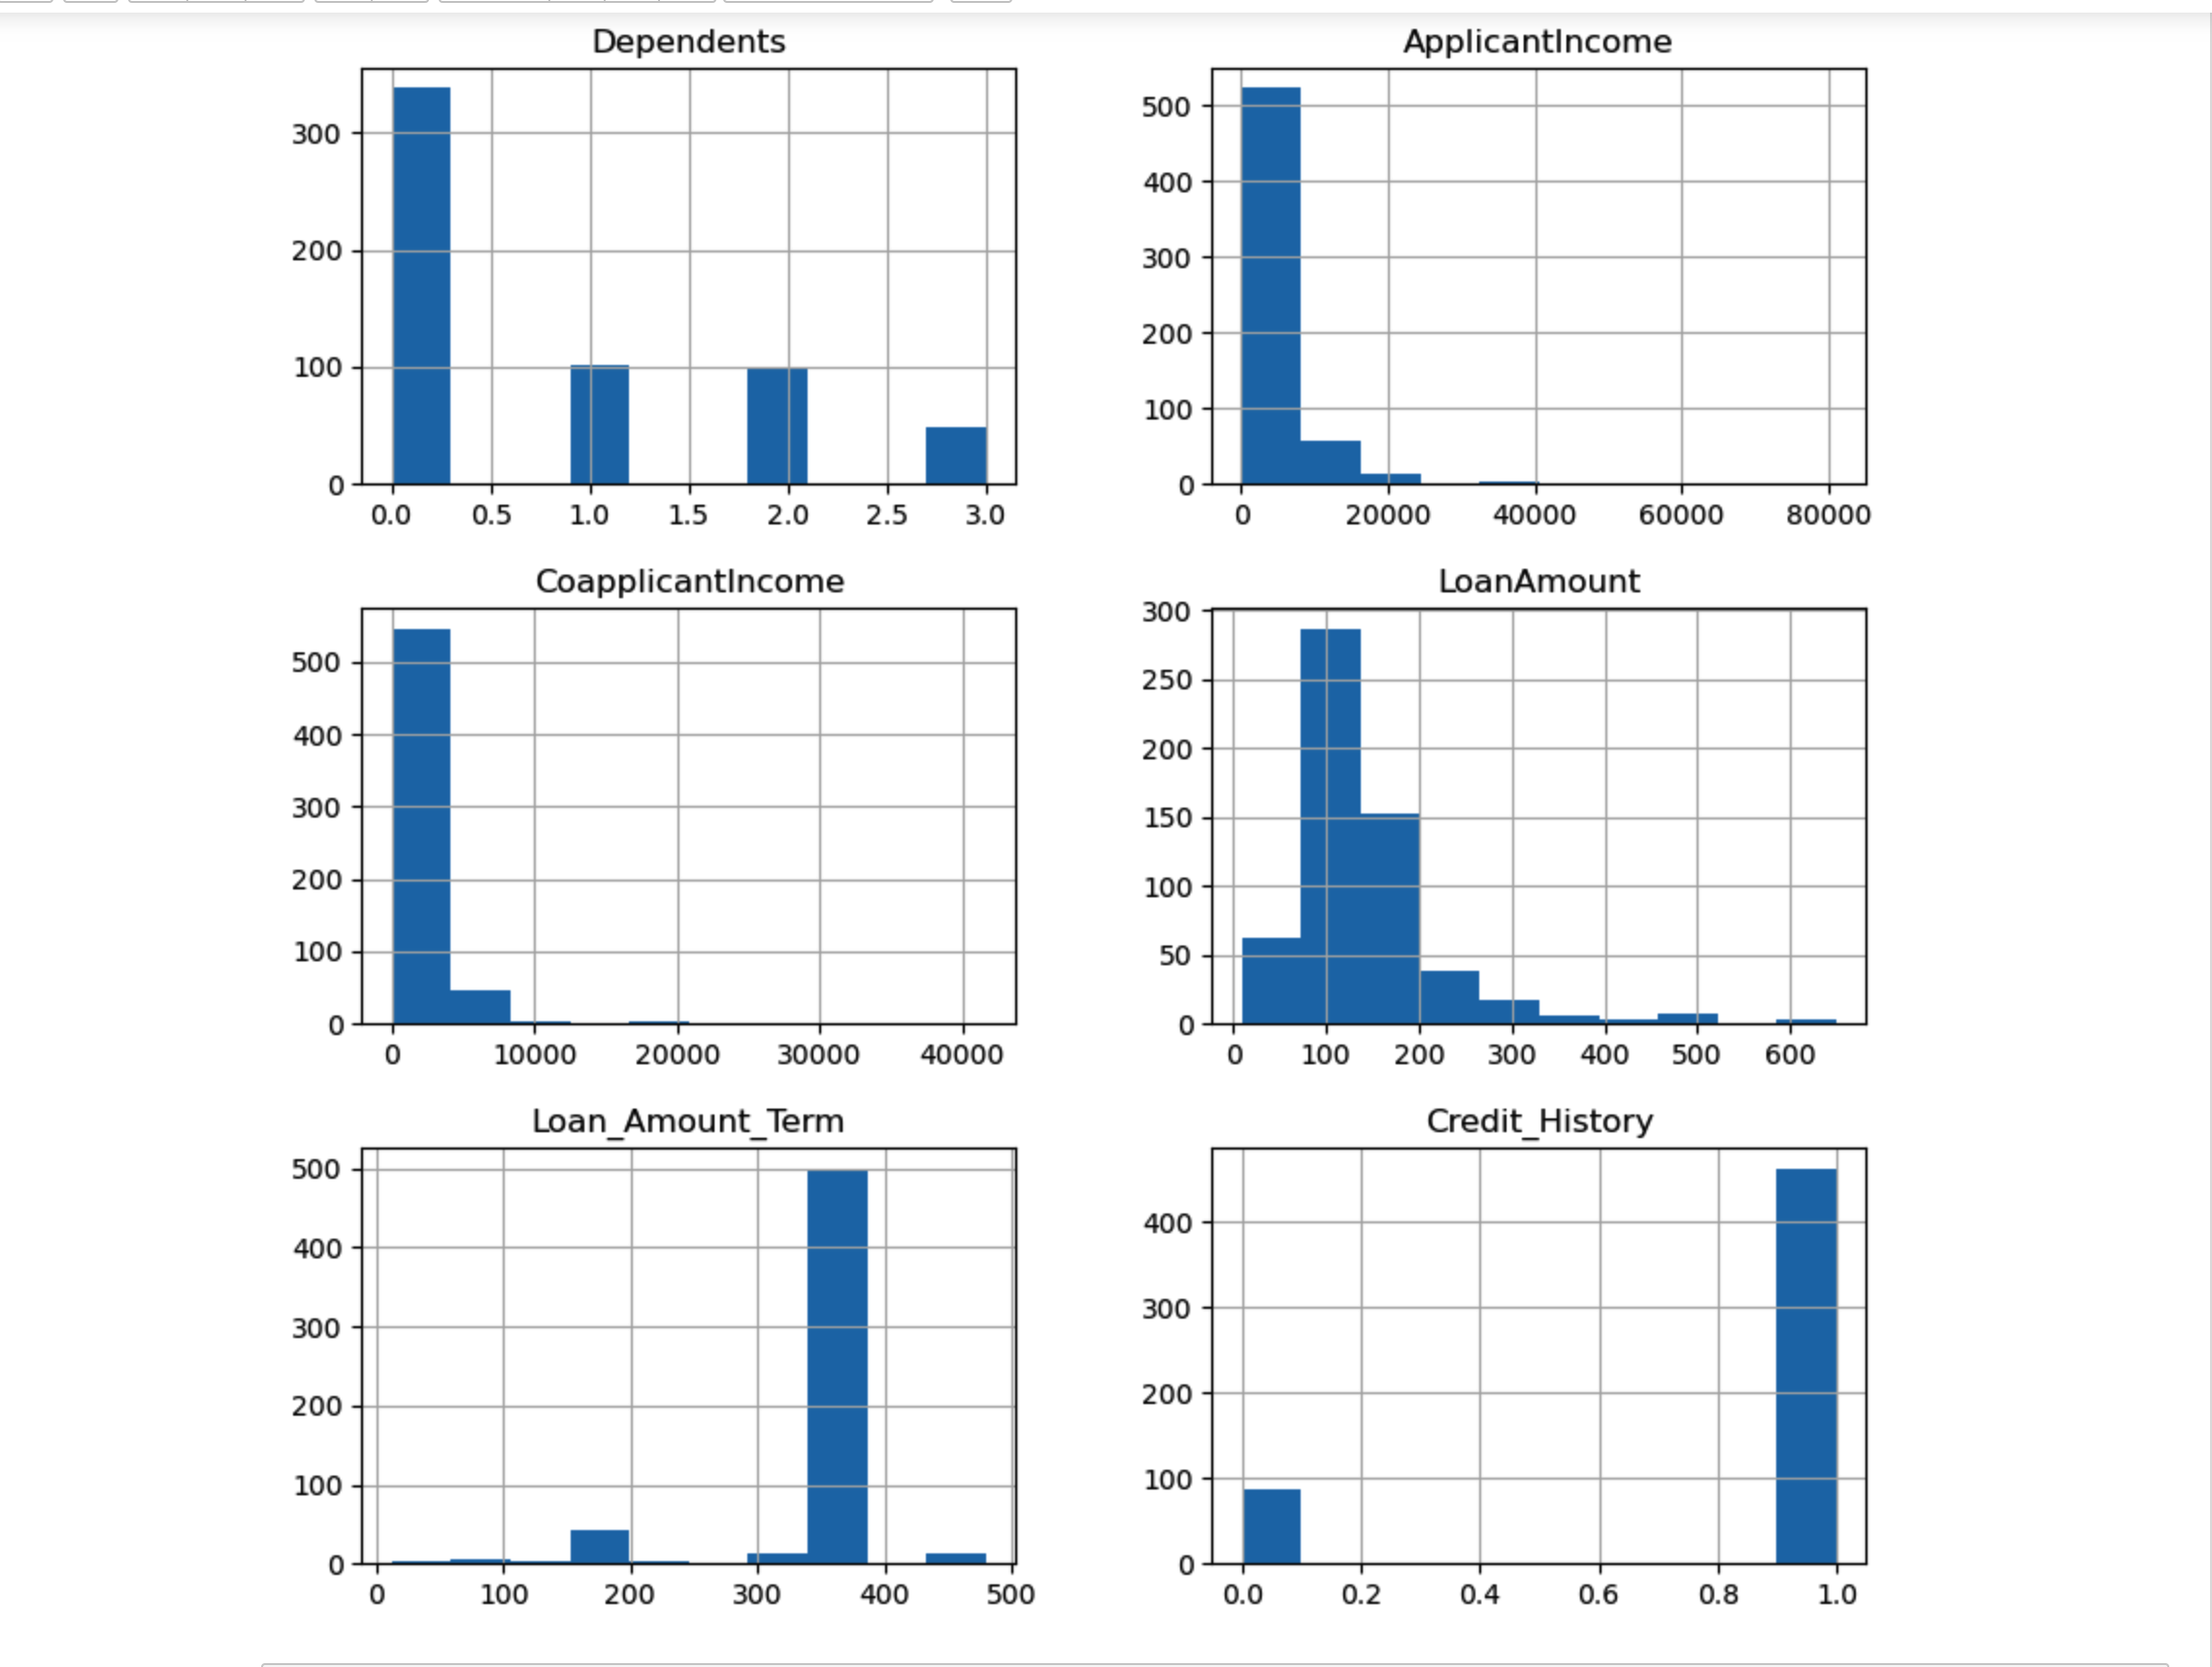 Dependents
300
200
100
0
0.0 0.5 1.0 1.5 2.0 2.5 3.0
ApplicantIncome
500
400
300
200
100
0
0 20000 40000 60000 80000
CoapplicantIncome
500
400
300
200
100
0
0 10000 20000 30000 40000
LoanAmount
300
250
200
150
100
50
0
0 100 200 300 400 500 600
Loan_Amount_Term
500
400
300
200
100
0
0 100 200 300 400 500
Credit_History
400
300
200
100
0
0.0 0.2 0.4 0.6 0.8 1.0